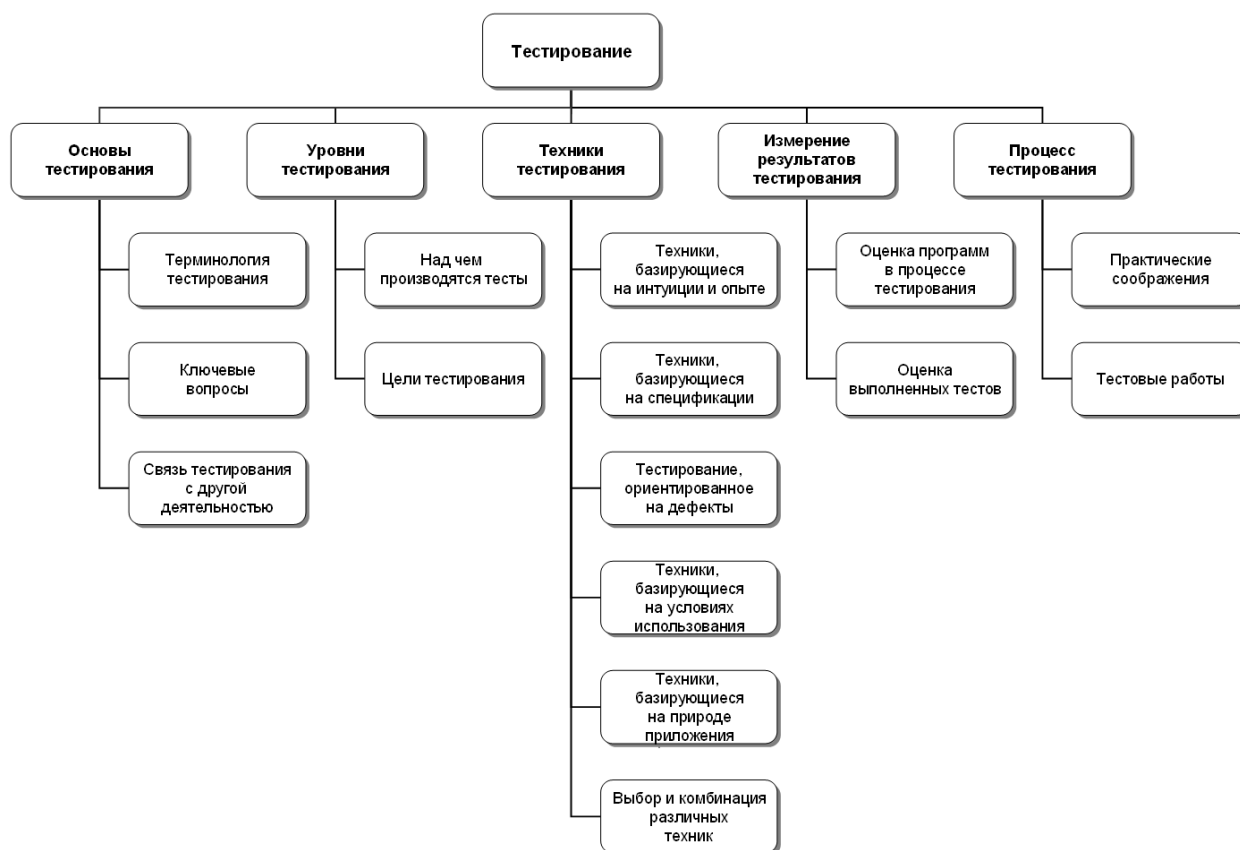 Тестирование
Основы
тестирования
Уровни
тестирования
Техники
тестирования
Измерение
результатов
тестирования
Процесс
тестирования
Терминология
тестирования
Ключевые
вопросы
Связь тестирования
с другой
деятельностью
Над чем
производятся тесты
Цели тестирования
Техники,
базирующиеся
на интуиции и опыте
Техники,
базирующиеся
на спецификации
Тестирование,
ориентированное
на дефекты
Техники,
базирующиеся
на условиях
использования
Техники,
базирующиеся
на природе
приложения
Выбор и комбинация
различных
техник
Оценка программ
в процессе
тестирования
Оценка
выполненных тестов
Практические
соображения
Тестовые работы